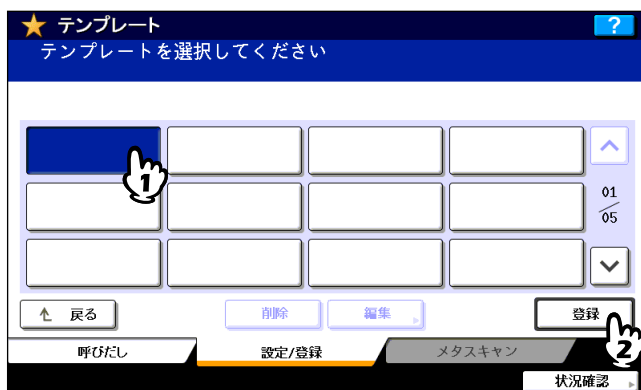 テンプレート
?
テンプレートを選択してください
1
01
05
戻る
削除
編集
登録
2
呼びだし
設定/登録
メタスキャン
状況確認